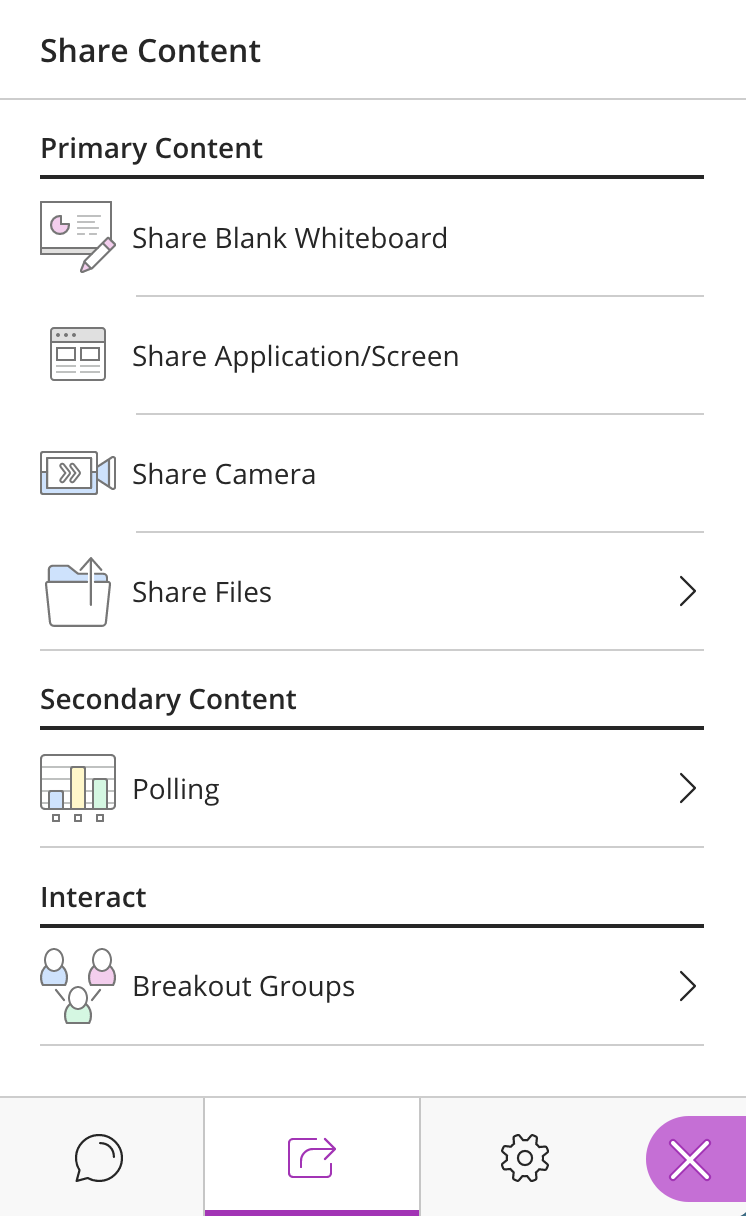 Share Content
Primary Content
Share Blank Whiteboard
Share Application/Screen
Share Camera
Share Files
Secondary Content
Polling
Interact
Breakout Groups